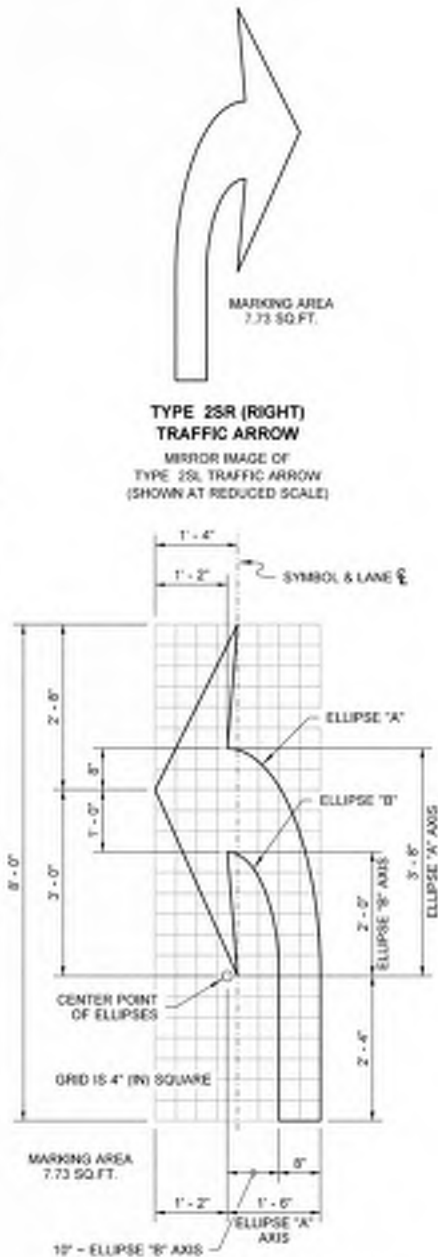 MARKING AREA
7.73 SQ.FT.
TYPE 2SR (RIGHT)
TRAFFIC ARROW
MIRROR IMAGE OF
TYPE 2SL TRAFFIC ARROW
(SHOWN AT REDUCED SCALE)
1' - 4"
1' - 2"
SYMBOL & LANE
2' - 8"
ELLIPSE "A"
8"
ELLIPSE "B"
1' - 0"
8' - 0"
3' - 0"
2' - 0"
ELLIPSE "B" AXIS
3' - 8"
ELLIPSE "A" AXIS
CENTER POINT
OF ELLIPSES
2' - 4"
GRID IS 4" (IN) SQUARE
MARKING AREA
7.73 SQ.FT.
8"
1' - 2"
1' - 6"
ELLIPSE "A"
AXIS
10" - ELLIPSE "B" AXIS